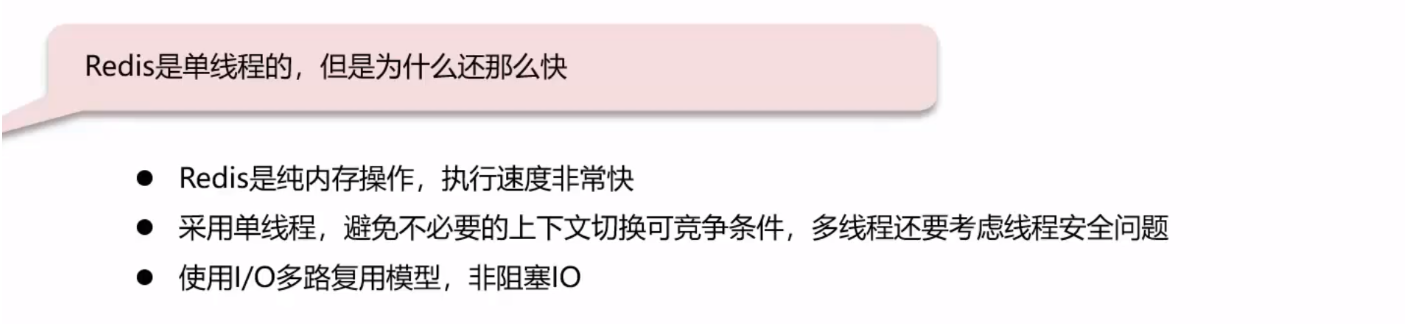 Redis是单线程的，但是为什么还那么快
Redis是纯内存操作，执行速度非常快
采用单线程，避免不必要的上下文切换可竞争条件，多线程还要考虑线程安全问题
使用I/O多路复用模型，非阻塞IO